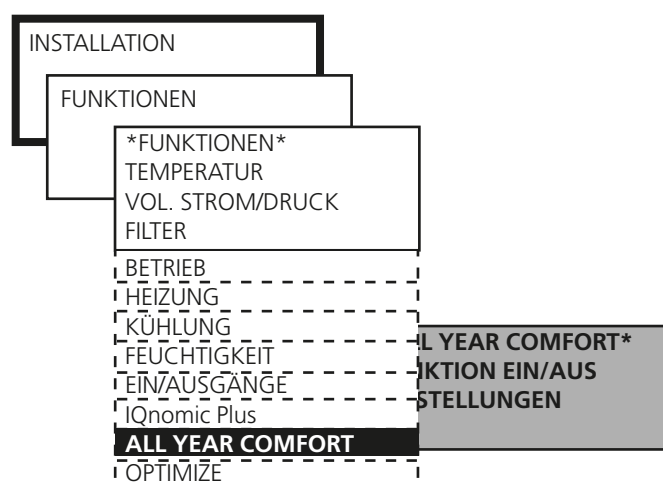 INSTALLATION
FUNKTIONEN
*FUNKTIONEN*
TEMPERATUR
VOL. STROM/DRUCK
FILTER
BETRIEB
HEIZUNG
KÜHLUNG
FEUCHTIGKEIT
EIN/AUSGÄNGE
IQnomic Plus
ALL YEAR COMFORT
OPTIMIZE
L YEAR COMFORT*
KTION EIN/AUS
STELLUNGEN